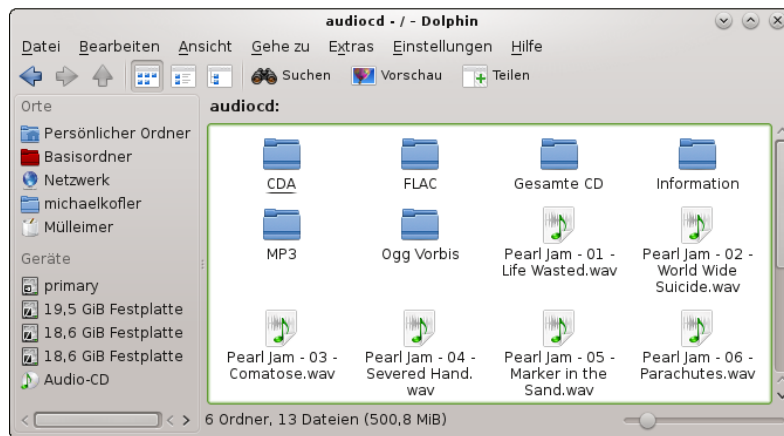 audiocd - / - Dolphin
Datei Bearbeiten Ansicht Gehe zu Extras Einstellungen Hilfe
Suchen Vorschau Teilen
Orte
Persönlicher Ordner
Basisordner
Netzwerk
michaelkofler
Mülleimer
Geräte
primary
19,5 GiB Festplatte
18,6 GiB Festplatte
18,6 GiB Festplatte
Audio-CD
audiocd:
CDA
FLAC
Gesamte CD
Information
MP3
Ogg Vorbis
Pearl Jam - 01 -
Life Wasted.wav
Pearl Jam - 02 -
World Wide
Suicide.wav
Pearl Jam - 03 -
Comatose.wav
Pearl Jam - 04 -
Severed Hand.
wav
Pearl Jam - 05 -
Marker in the
Sand.wav
Pearl Jam - 06 -
Parachutes.wav
6 Ordner, 13 Dateien (500,8 MiB)